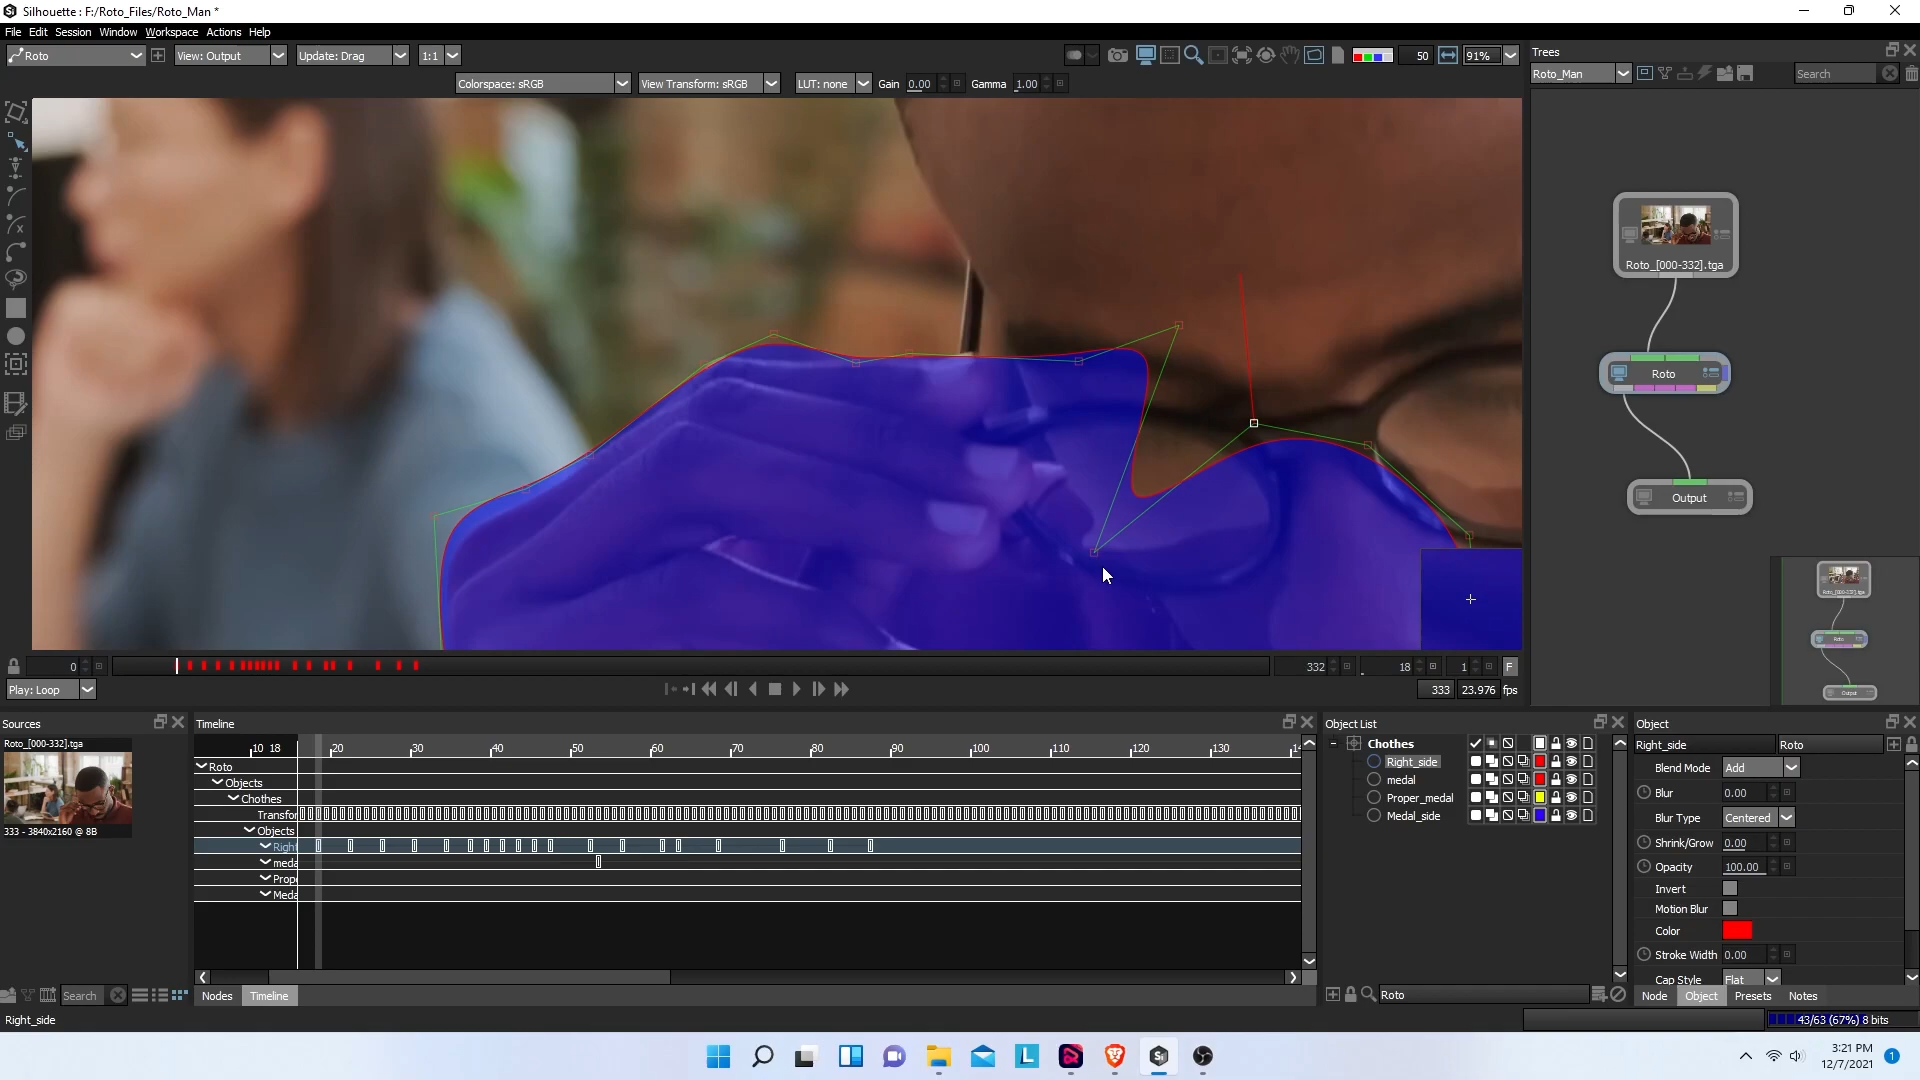 Silhouette : F:/Roto_Files/Roto_Man *
File Edit Session Window Workspace Actions Help
Roto View: Output Update: Drag 1:1 50 91%
Colorspace: sRGB View Transform: sRGB LUT: none Gain 0.00 Gamma 1.00
Trees
Roto_Man Search
Roto_[000-332].tga
Roto
Output
Roto
Output
0 332 18 1 F
Play: Loop 333 23.976 fps
Sources
Roto_[000-332].tga
333 - 3840x2160 @ 8B
Search
Timeline
10 18 20 30 40 50 60 70 80 90 100 110 120 130 14
Roto
Objects
Chothes
Transfor
Objects
Right
meda
Prop
Meda
Nodes Timeline
Object List
Chothes
Right_side
medal
Proper_medal
Medal_side
Roto
Object
Right_side Roto
Blend Mode Add
Blur 0.00
Blur Type Centered
Shrink/Grow 0.00
Opacity 100.00
Invert
Motion Blur
Color
Stroke Width 0.00
Cap Style Flat
Node Object Presets Notes
Right_side
43/63 (67%) 8 bits
3:21 PM
12/7/2021
1